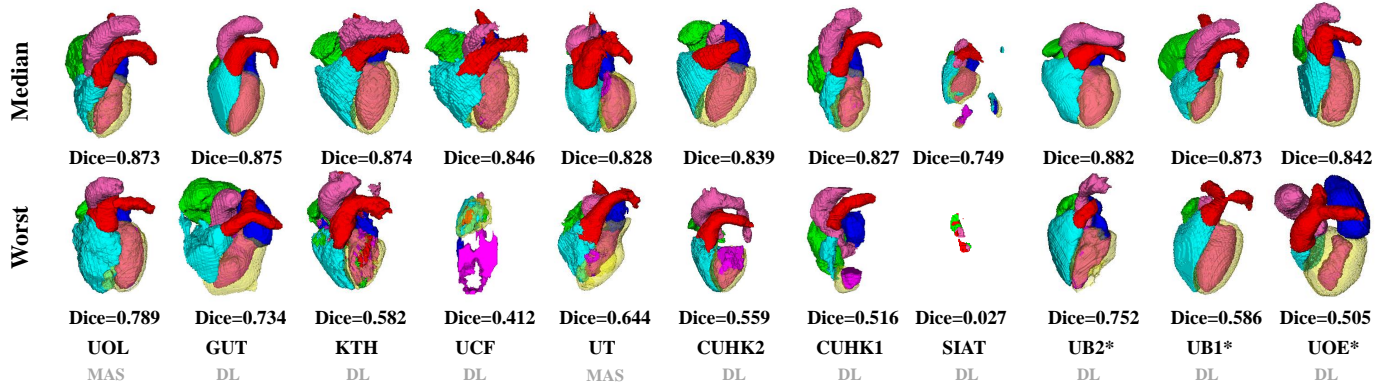 Median
Dice=0.873 Dice=0.875 Dice=0.874 Dice=0.846 Dice=0.828 Dice=0.839 Dice=0.827 Dice=0.749 Dice=0.882 Dice=0.873 Dice=0.842
Worst
Dice=0.789 Dice=0.734 Dice=0.582 Dice=0.412 Dice=0.644 Dice=0.559 Dice=0.516 Dice=0.027 Dice=0.752 Dice=0.586 Dice=0.505
UOL GUT KTH UCF UT CUHK2 CUHK1 SIAT UB2* UB1* UOE*
MAS DL DL DL MAS DL DL DL DL DL DL